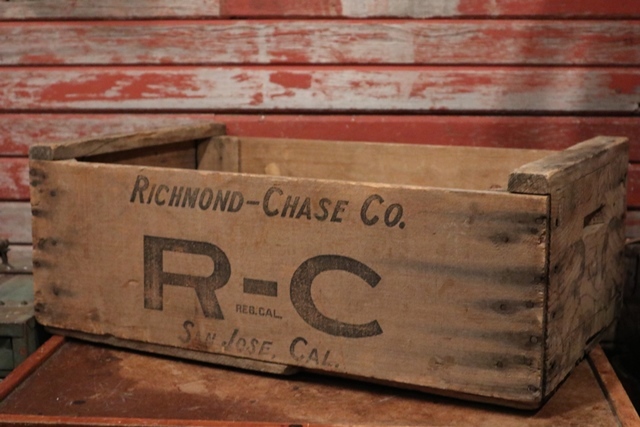 RICHMOND-CHASE CO.
R-C
REG. CAL.
SAN JOSE, CAL.